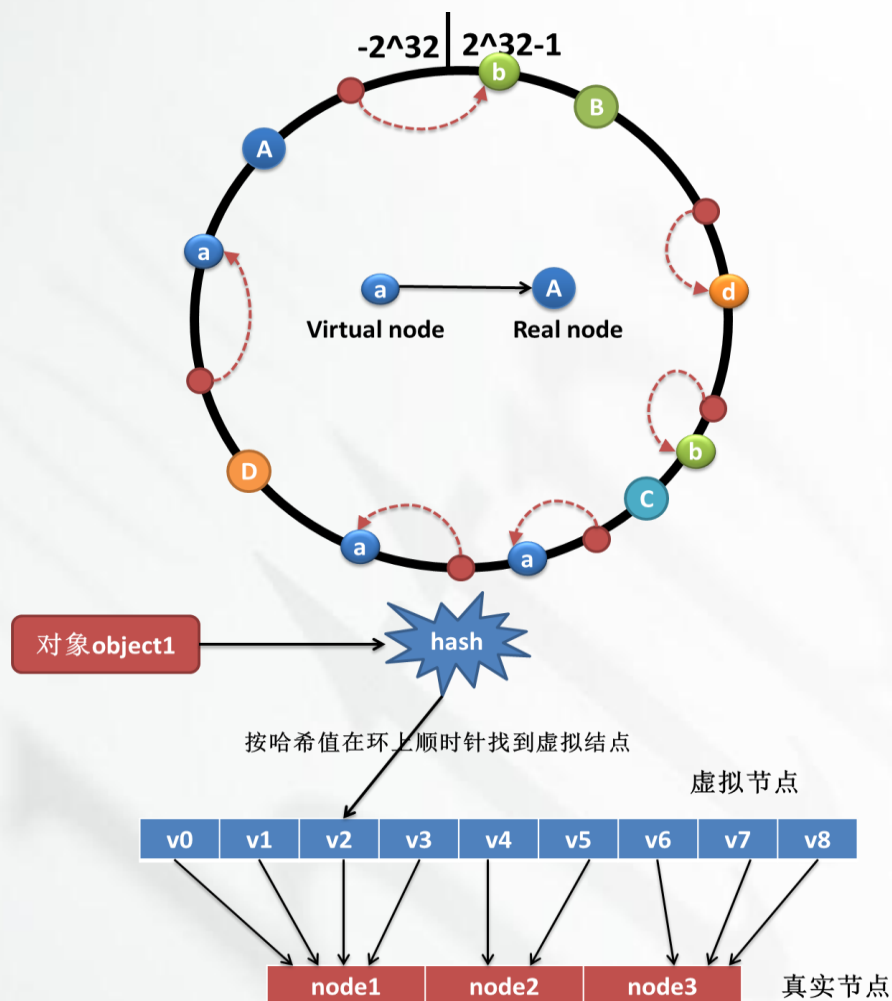 -2^32 2^32-1
b
B
A
a
d
a A
Virtual node Real node
b
D
C
a
a
对象object1
hash
按哈希值在环上顺时针找到虚拟结点
虚拟节点
v0 v1 v2 v3 v4 v5 v6 v7 v8
node1 node2 node3
真实节点